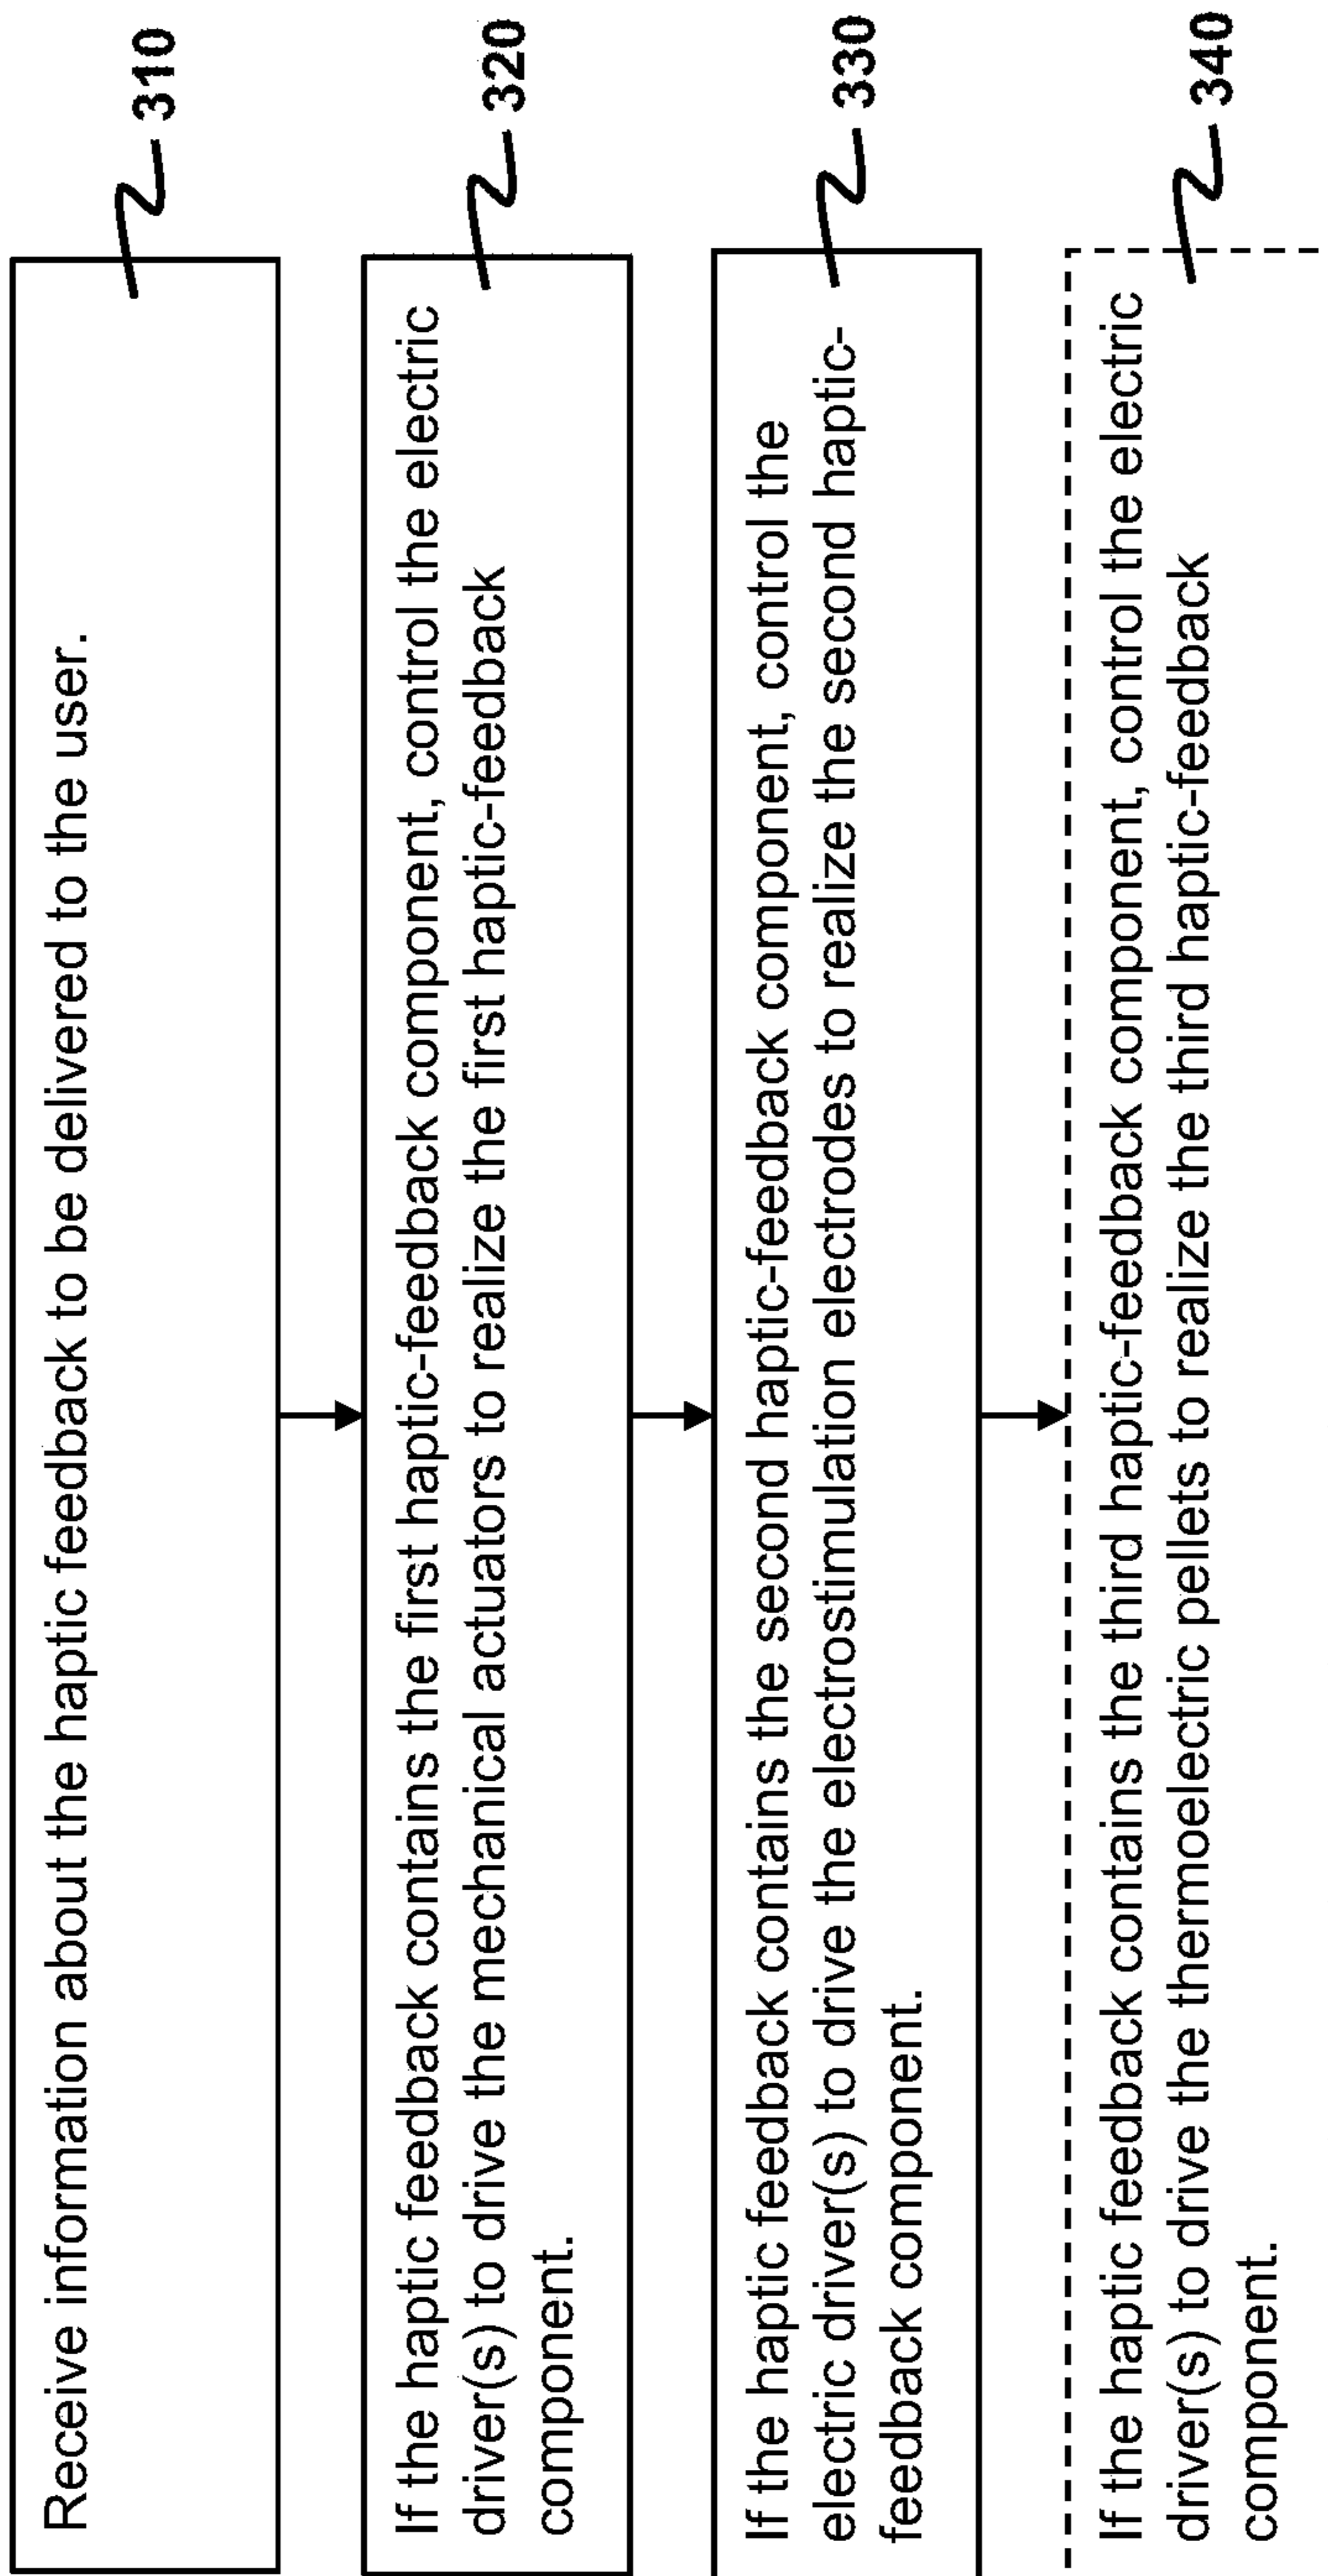 Receive information about the haptic feedback to be delivered to the user.
310
If the haptic feedback contains the first haptic-feedback component, control the electric
driver(s) to drive the mechanical actuators to realize the first haptic-feedback
component.
320
If the haptic feedback contains the second haptic-feedback component, control the
electric driver(s) to drive the electrostimulation electrodes to realize the second haptic-
feedback component.
330
If the haptic feedback contains the third haptic-feedback component, control the electric
driver(s) to drive the thermoelectric pellets to realize the third haptic-feedback
component.
340